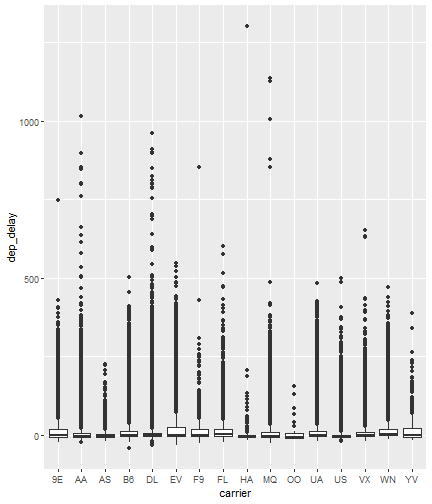 1000
500
0
dep_delay
9E AA AS B6 DL EV F9 FL HA MQ OO UA US VX WN YV
carrier